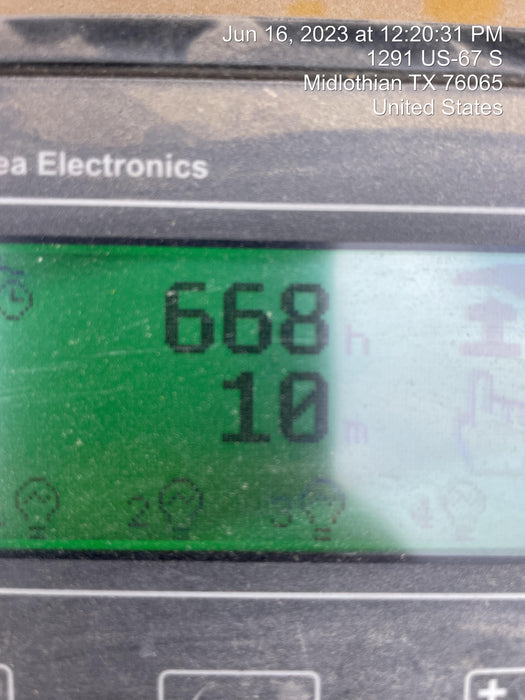 Jun 16, 2023 at 12:20:31 PM
1291 US-67 S
Midlothian TX 76065
United States
ea Electronics
668 h
10 m
2 3 4
+